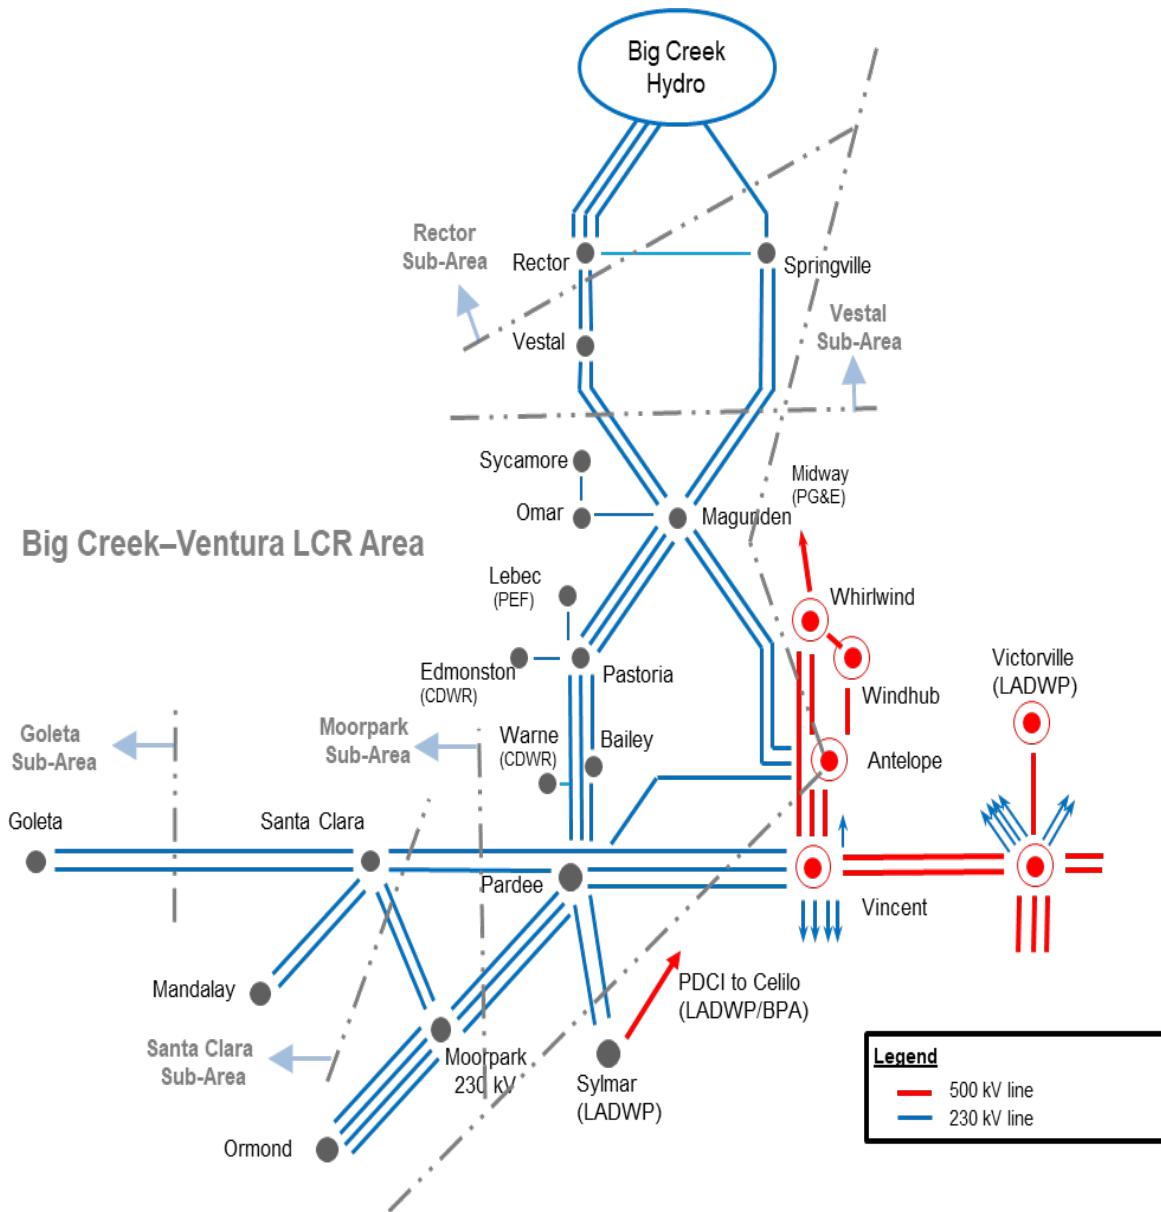 Big Creek
Hydro
Rector
Sub-Area
Rector
Springville
Vestal
Sub-Area
Vestal
Sycamore
Midway
(PG&E)
Omar
Magunden
Big Creek–Ventura LCR Area
Lebec
(PEF)
Whirlwind
Edmonston
(CDWR)
Pastoria
Windhub
Victorville
(LADWP)
Goleta
Sub-Area
Moorpark
Sub-Area
Warne
(CDWR)
Bailey
Antelope
Goleta
Santa Clara
Pardee
Vincent
Mandalay
PDCI to Celilo
(LADWP/BPA)
Santa Clara
Sub-Area
Moorpark
230 kV
Sylmar
(LADWP)
Ormond
Legend
500 kV line
230 kV line